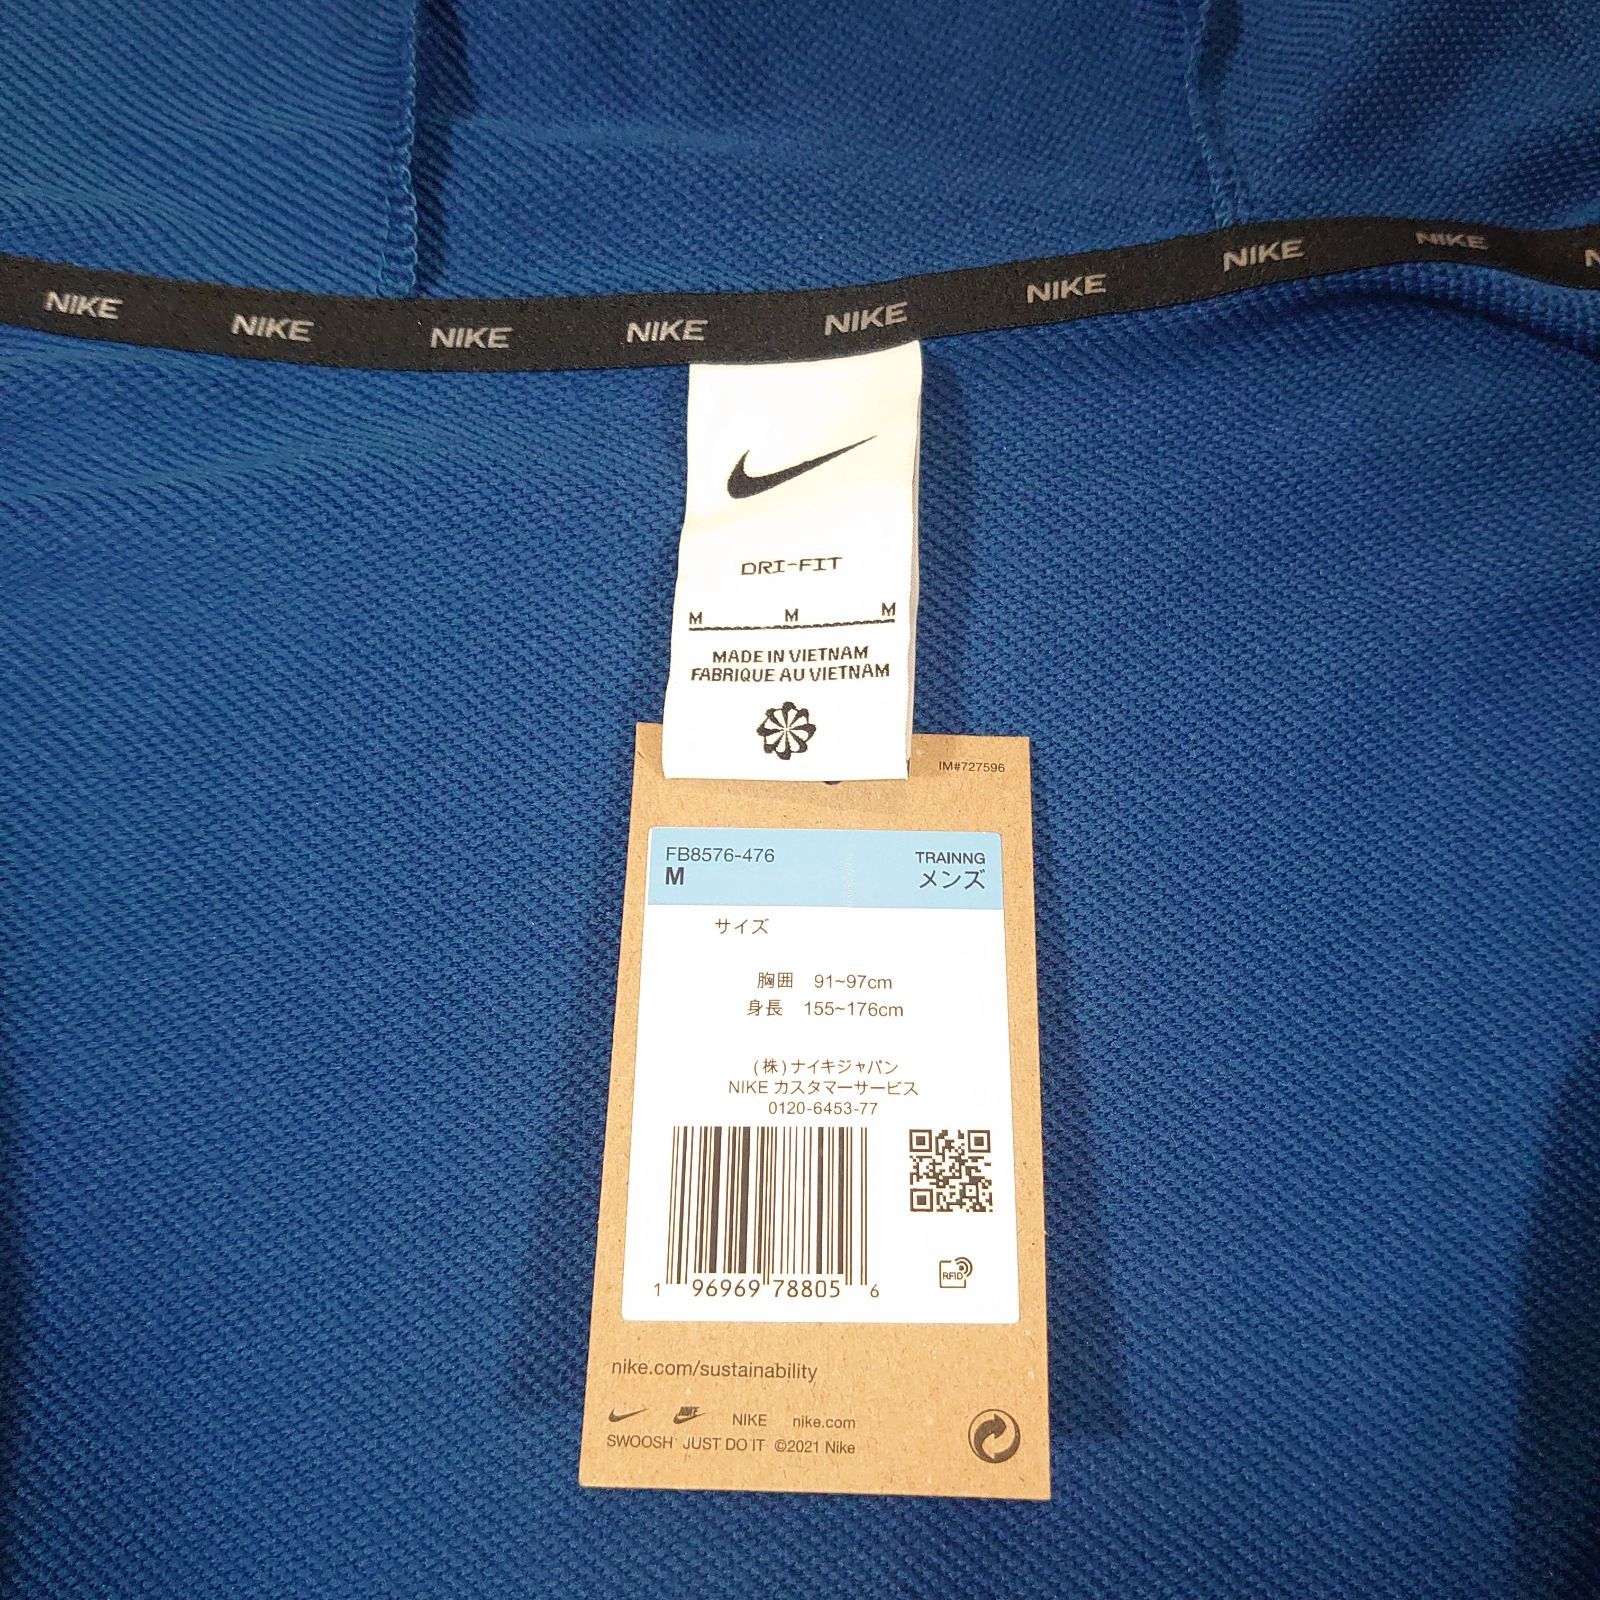 NIKE NIKE NIKE NIKE NIKE NIKE NIKE NIKE
DRI-FIT
M M M
MADE IN VIETNAM
FABRIQUE AU VIETNAM
IM#727596
FB8576-476
M
TRAINNG
メンズ
サイズ
胸囲 91~97cm
身長 155~176cm
(株)ナイキジャパン
NIKE カスタマーサービス
0120-6453-77
1 96969 78805 6
RFID
nike.com/sustainability
NIKE NIKE nike.com
SWOOSH JUST DO IT ©2021 Nike